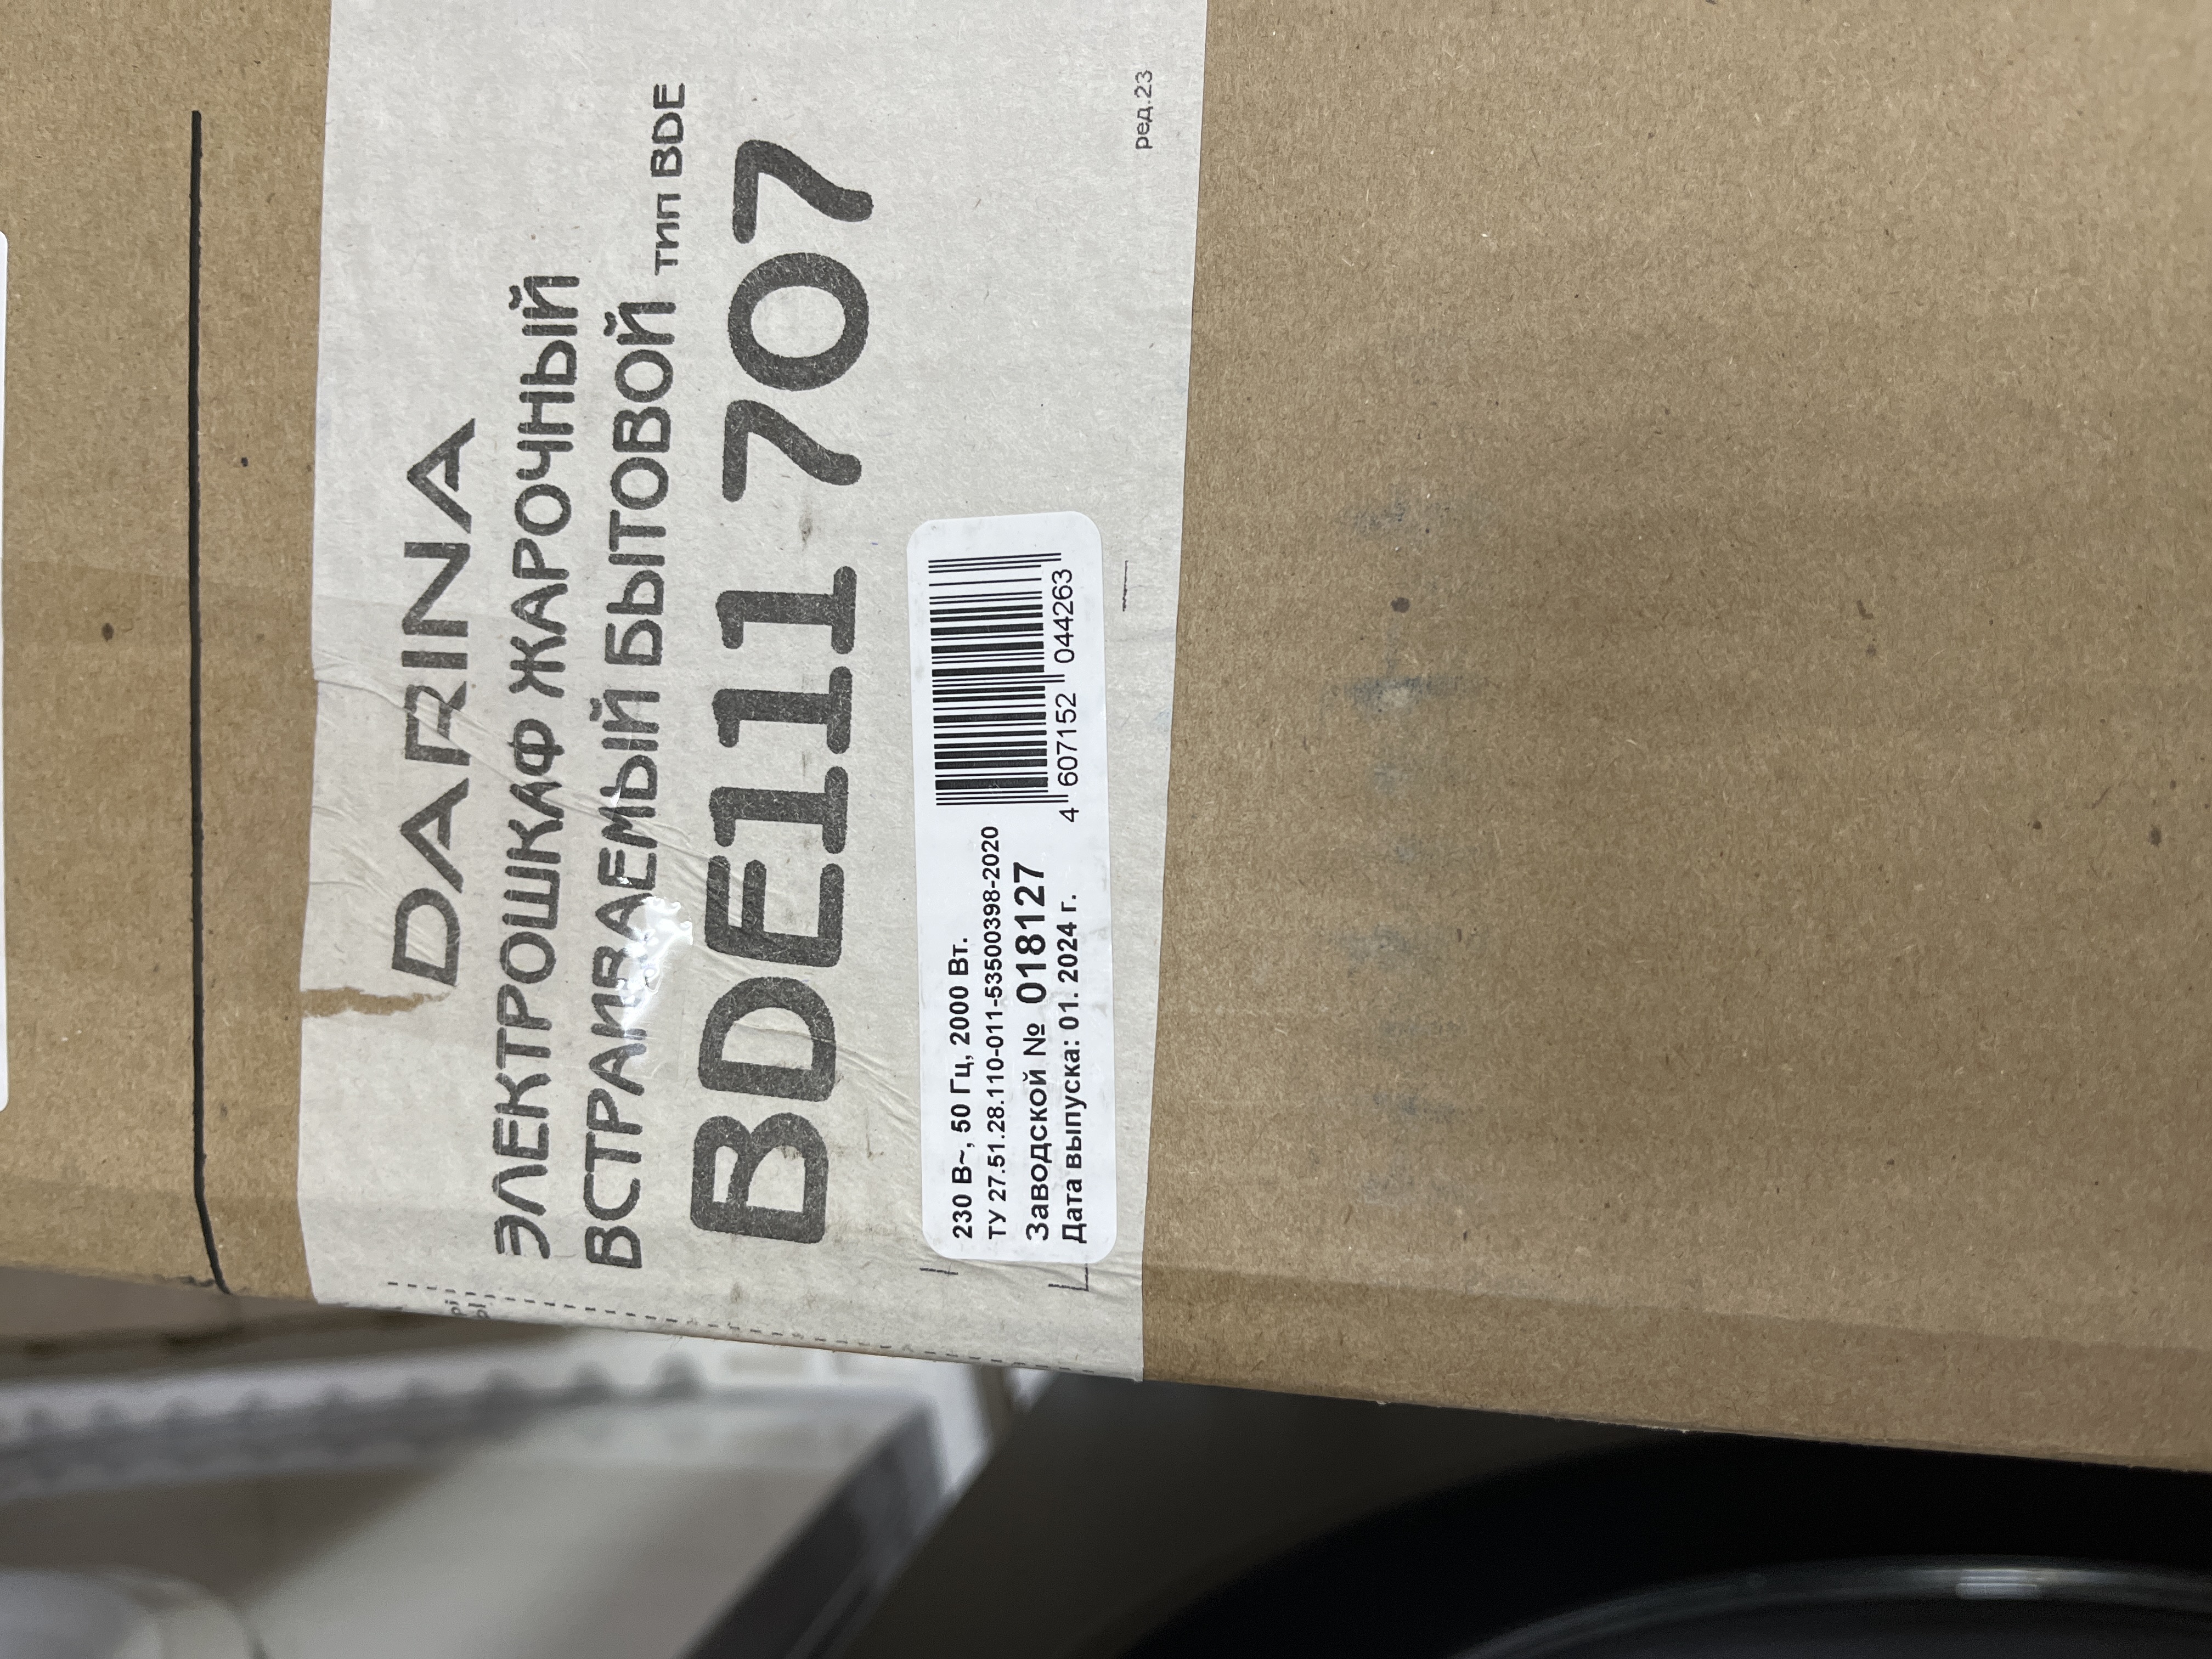 DARINA
ЭЛЕКТРОШКАФ ЖАРОЧНЫЙ
ВСТРАИВАЕМЫЙ БЫТОВОЙ тип BDE
BDE111 707
230 В~, 50 Гц, 2000 Вт.
ТУ 27.51.28.110-011-53500398-2020
Заводской № 018127
Дата выпуска: 01. 2024 г.
4 607152 044263
ред.23